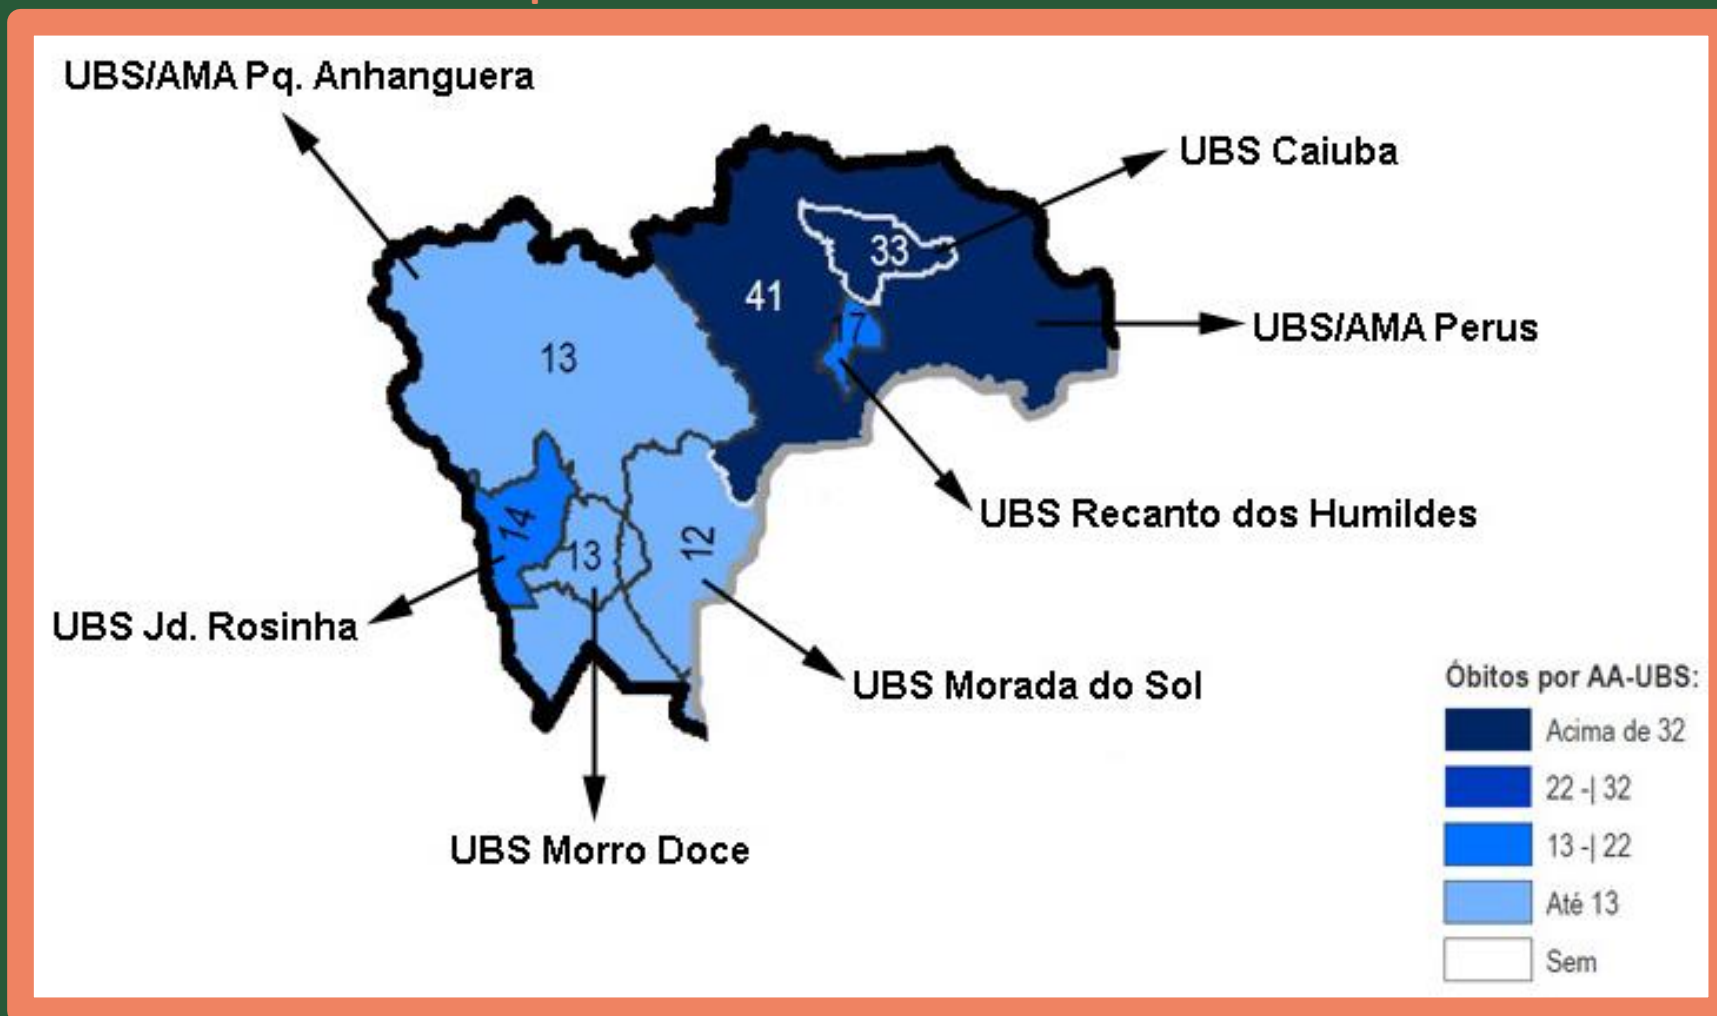 UBS/AMA Pq. Anhanguera
UBS Caiuba
33
41
17
UBS/AMA Perus
13
14
13
12
UBS Recanto dos Humildes
UBS Jd. Rosinha
UBS Morada do Sol
UBS Morro Doce
Óbitos por AA-UBS:
Acima de 32
22 -| 32
13 -| 22
Até 13
Sem